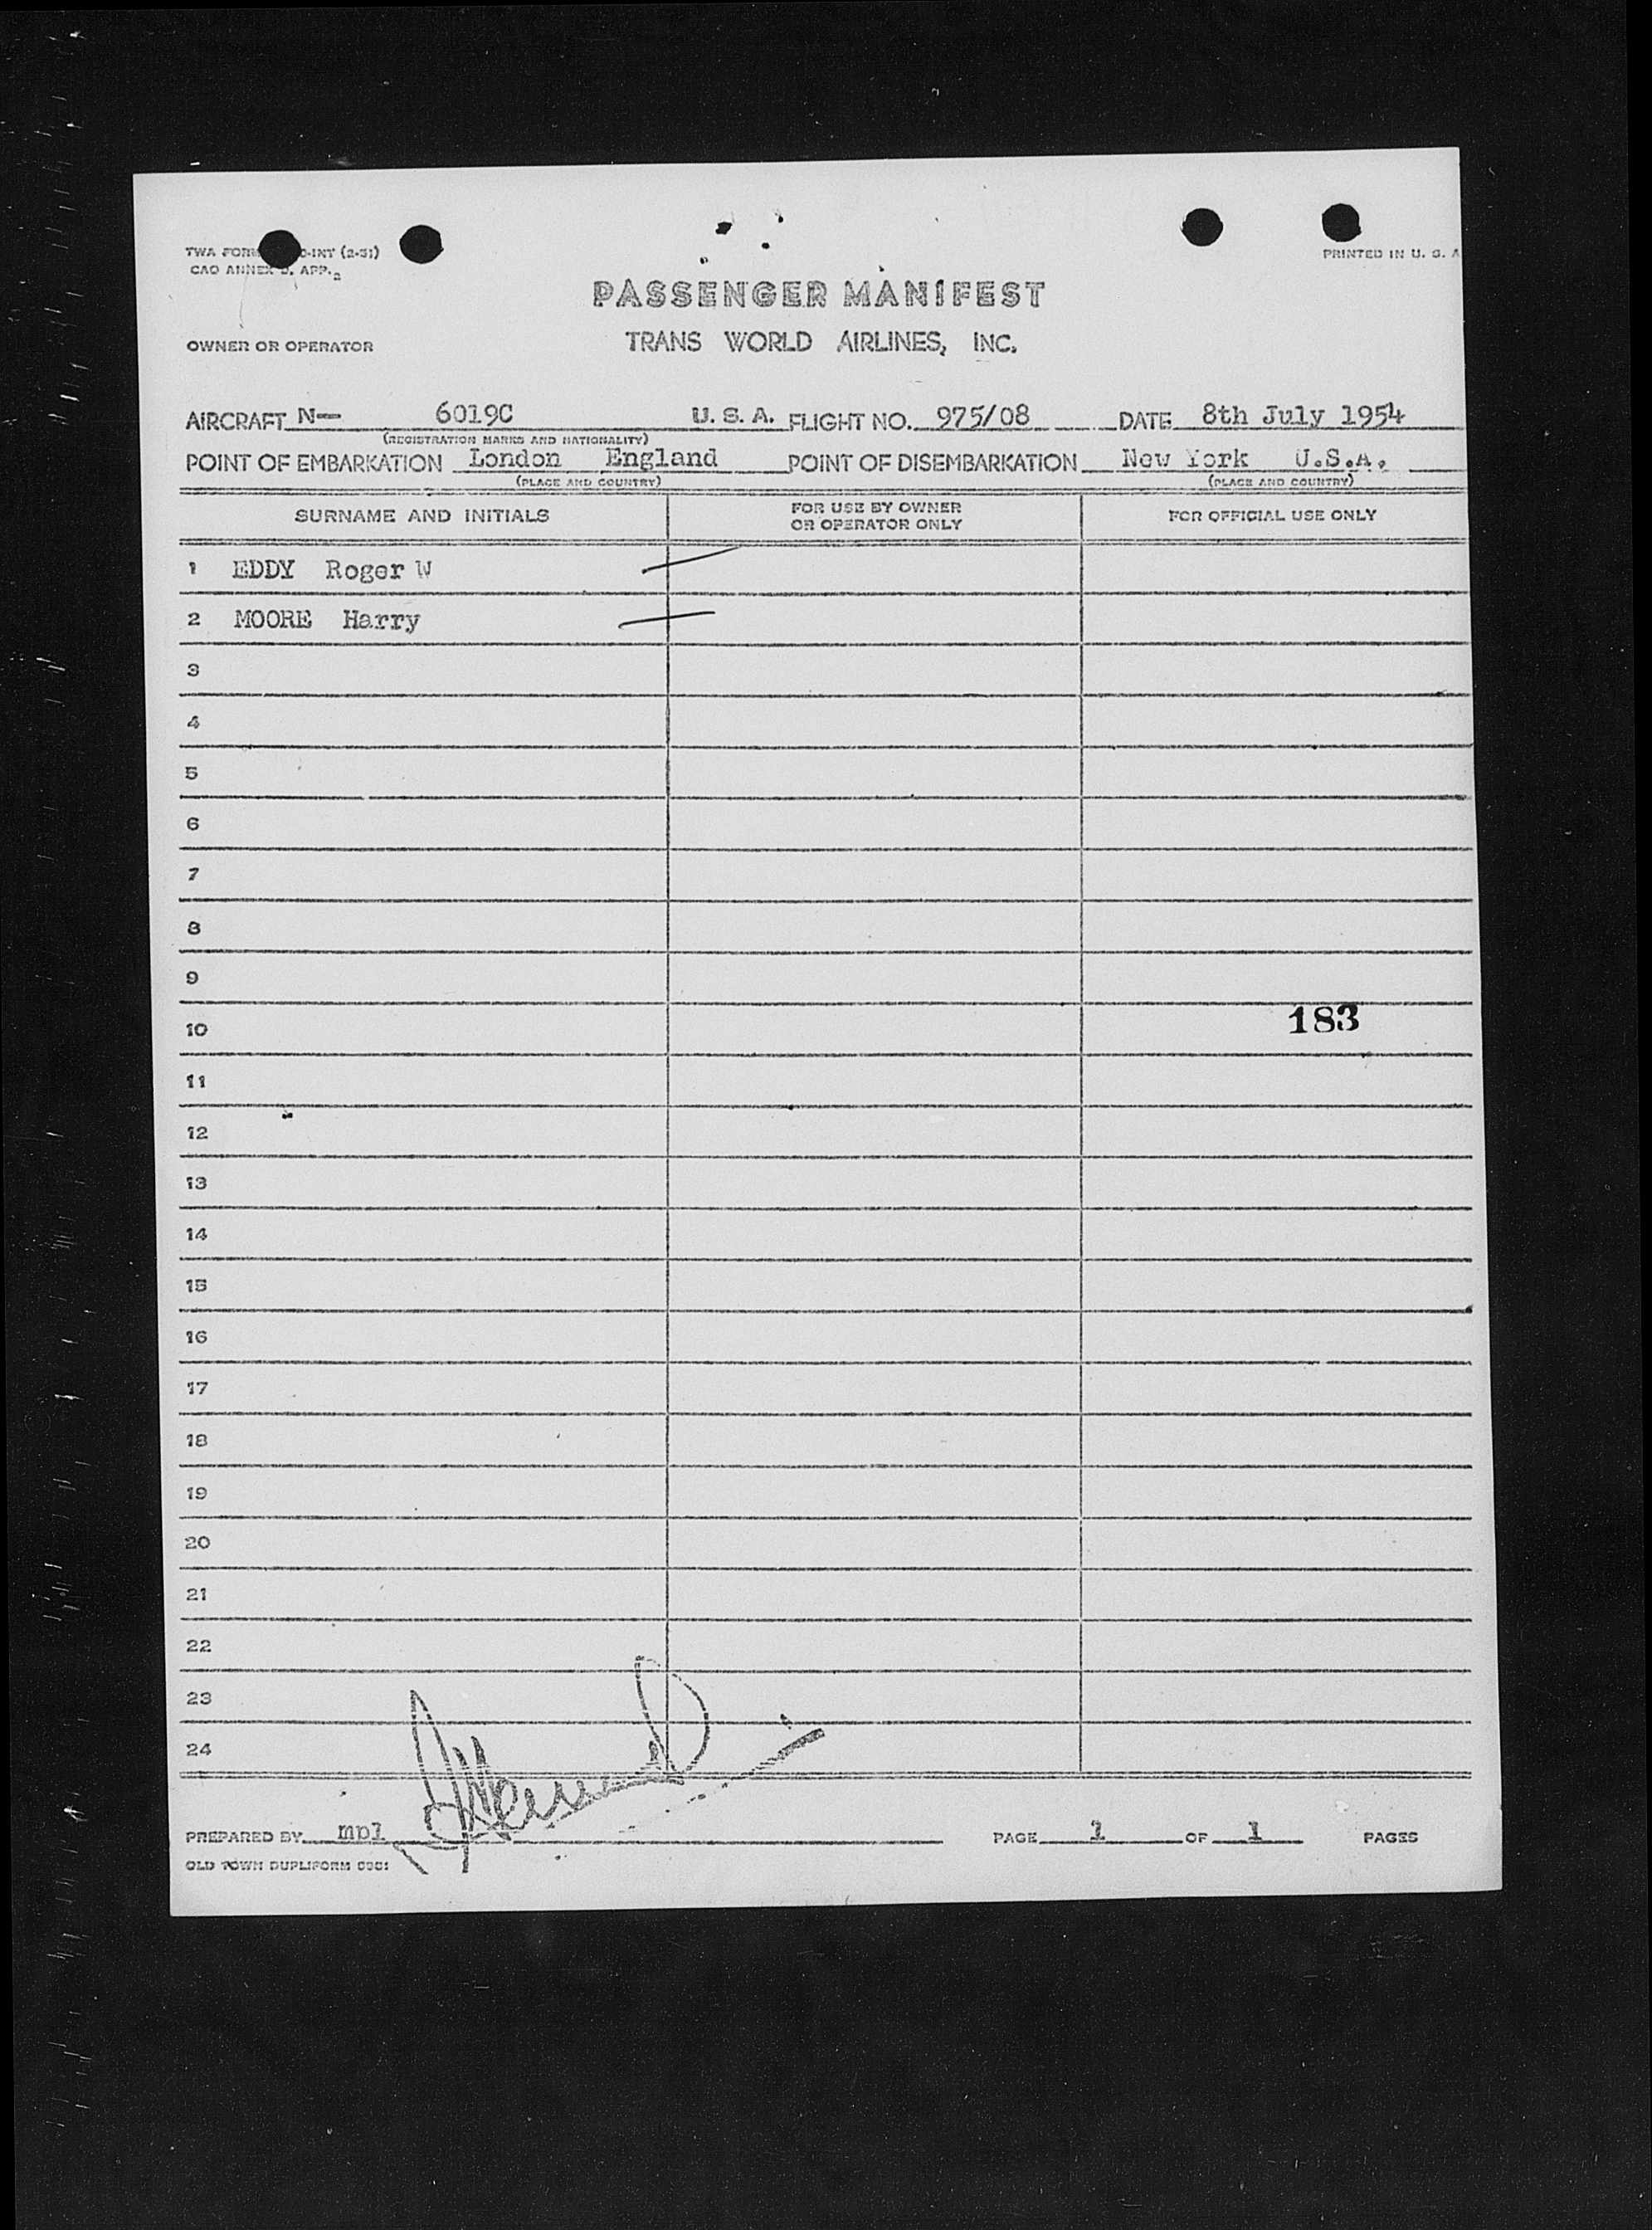 TWA FORM -INT (2-51)
CAO ANNEX 9, APP. 2
PRINTED IN U. S. A
PASSENGER MANIFEST
OWNER OR OPERATOR TRANS WORLD AIRLINES, INC.
AIRCRAFT N— 6019C U. S. A. FLIGHT NO. 975/08 DATE 8th July 1954
(REGISTRATION MARKS AND NATIONALITY)
POINT OF EMBARKATION London England POINT OF DISEMBARKATION New York U.S.A.
(PLACE AND COUNTRY) (PLACE AND COUNTRY)
SURNAME AND INITIALS FOR USE BY OWNER OR OPERATOR ONLY FOR OFFICIAL USE ONLY
1 EDDY Roger W
2 MOORE Harry
3
4
5
6
7
8
9
10 183
11
12
13
14
15
16
17
18
19
20
21
22
23
24
PREPARED BY mpl PAGE 1 OF 1 PAGES
OLD TOWN DUPLIFORM